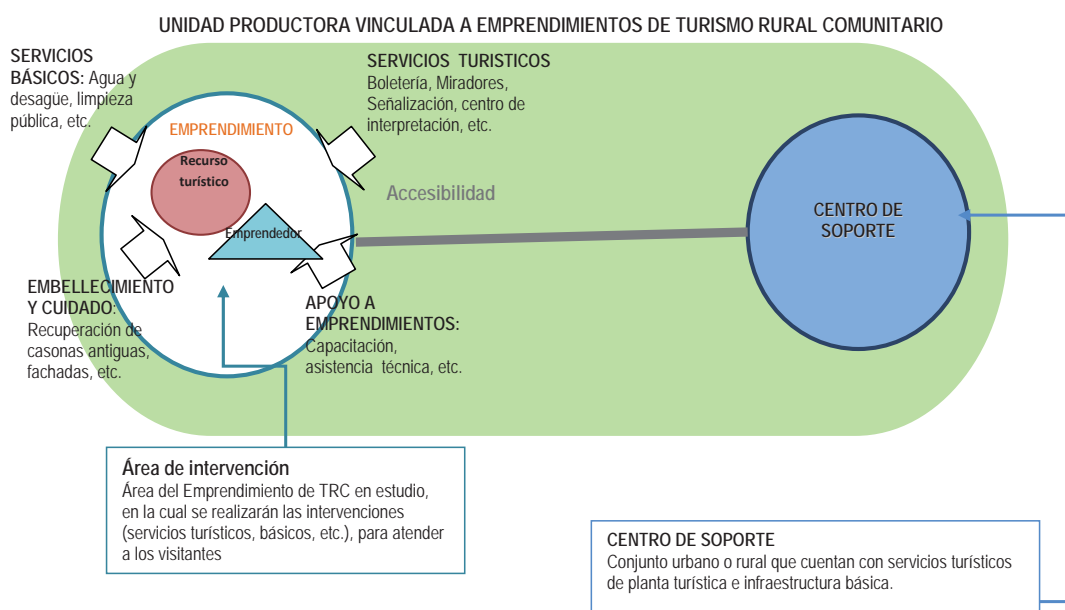 UNIDAD PRODUCTORA VINCULADA A EMPRENDIMIENTOS DE TURISMO RURAL COMUNITARIO
SERVICIOS
BÁSICOS: Agua y
desagüe, limpieza
pública, etc.
SERVICIOS TURISTICOS
Boletería, Miradores,
Señalización, centro de
interpretación, etc.
EMPRENDIMIENTO
Recurso
turístico
Emprendedor
Accesibilidad
CENTRO DE
SOPORTE
EMBELLECIMIENTO
Y CUIDADO:
Recuperación de
casonas antiguas,
fachadas, etc.
APOYO A
EMPRENDIMIENTOS:
Capacitación,
asistencia técnica, etc.
Área de intervención
Área del Emprendimiento de TRC en estudio,
en la cual se realizarán las intervenciones
(servicios turísticos, básicos, etc.), para atender
a los visitantes
CENTRO DE SOPORTE
Conjunto urbano o rural que cuentan con servicios turísticos
de planta turística e infraestructura básica.